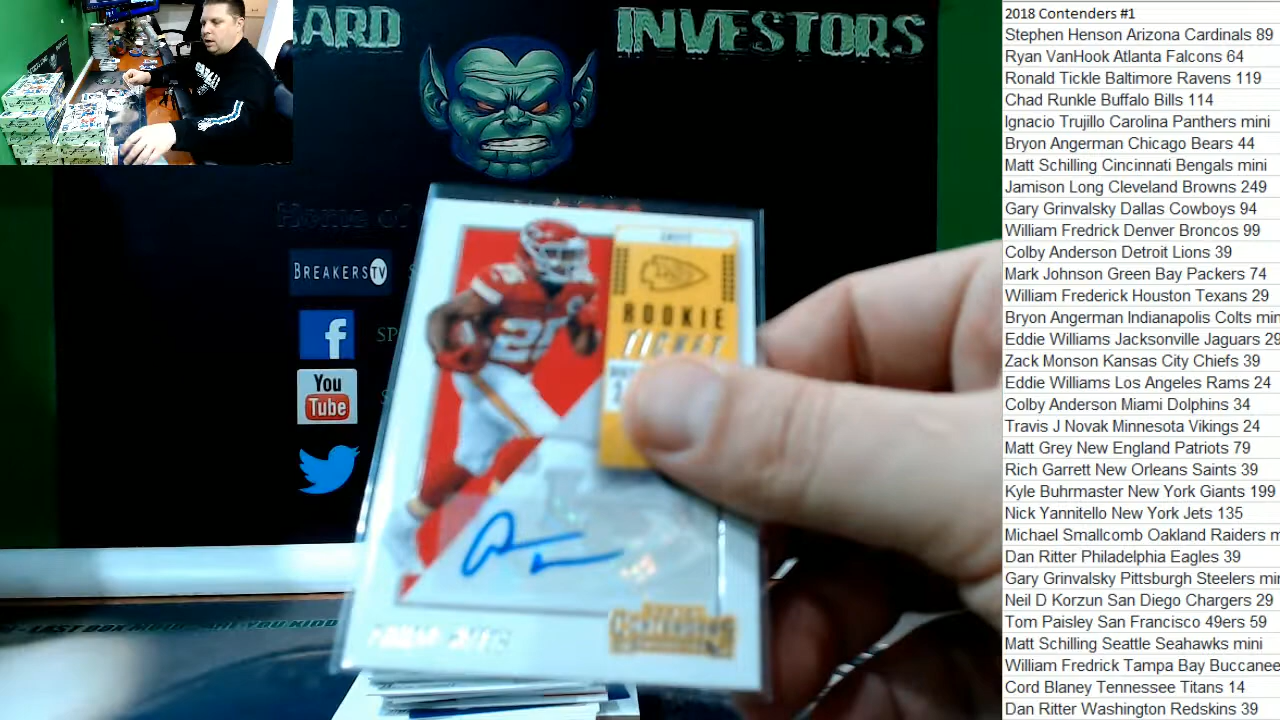 ARD INVESTORS
Home of
BREAKERSTV
SP
You
Tube
ROOKIE
TICKET
Contenders
2018 Contenders #1
Stephen Henson Arizona Cardinals 89
Ryan VanHook Atlanta Falcons 64
Ronald Tickle Baltimore Ravens 119
Chad Runkle Buffalo Bills 114
Ignacio Trujillo Carolina Panthers mini
Bryon Angerman Chicago Bears 44
Matt Schilling Cincinnati Bengals mini
Jamison Long Cleveland Browns 249
Gary Grinvalsky Dallas Cowboys 94
William Fredrick Denver Broncos 99
Colby Anderson Detroit Lions 39
Mark Johnson Green Bay Packers 74
William Frederick Houston Texans 29
Bryon Angerman Indianapolis Colts min
Eddie Williams Jacksonville Jaguars 29
Zack Monson Kansas City Chiefs 39
Eddie Williams Los Angeles Rams 24
Colby Anderson Miami Dolphins 34
Travis J Novak Minnesota Vikings 24
Matt Grey New England Patriots 79
Rich Garrett New Orleans Saints 39
Kyle Buhrmaster New York Giants 199
Nick Yannitello New York Jets 135
Michael Smallcomb Oakland Raiders m
Dan Ritter Philadelphia Eagles 39
Gary Grinvalsky Pittsburgh Steelers min
Neil D Korzun San Diego Chargers 29
Tom Paisley San Francisco 49ers 59
Matt Schilling Seattle Seahawks mini
William Fredrick Tampa Bay Buccanee
Cord Blaney Tennessee Titans 14
Dan Ritter Washington Redskins 39